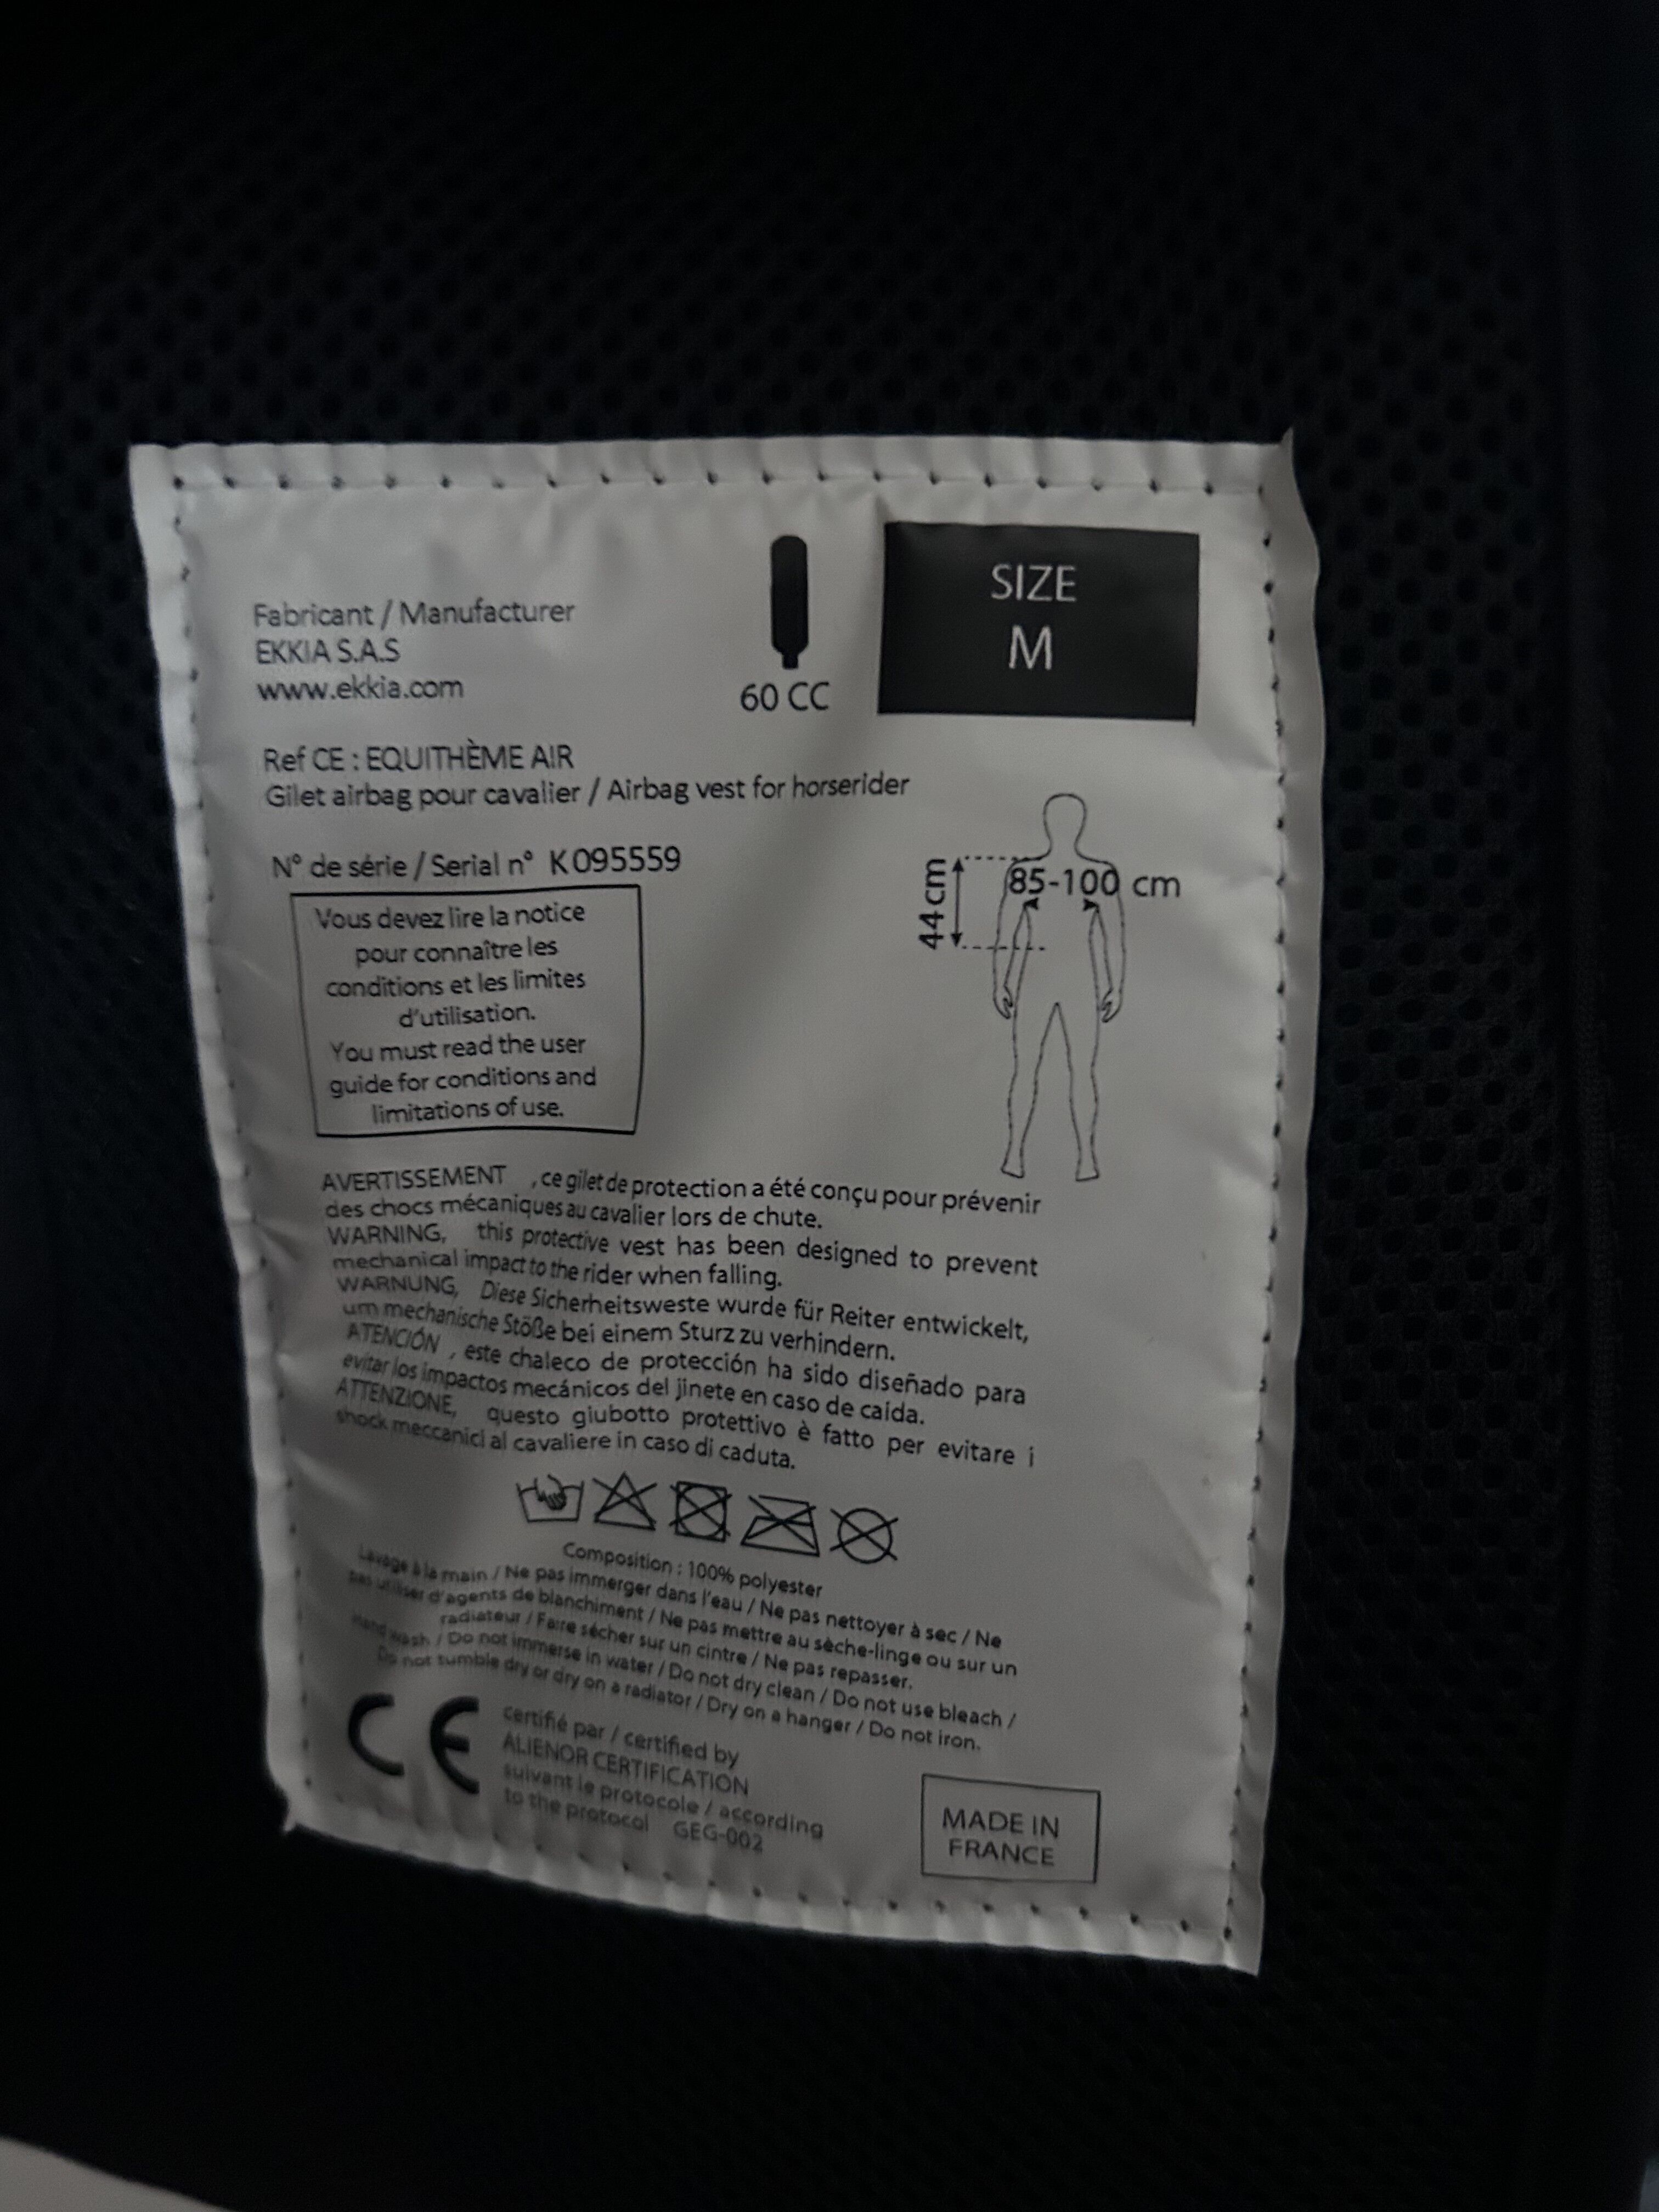 Fabricant / Manufacturer
EKKIA S.A.S
www.ekkia.com
60 CC
SIZE
M
Ref CE : EQUITHÈME AIR
Gilet airbag pour cavalier / Airbag vest for horserider
N° de série / Serial n° K095559
Vous devez lire la notice
pour connaître les
conditions et les limites
d'utilisation.
You must read the user
guide for conditions and
limitations of use.
44 cm
85-100 cm
AVERTISSEMENT , ce gilet de protection a été conçu pour prévenir
des chocs mécaniques au cavalier lors de chute.
WARNING, this protective vest has been designed to prevent
mechanical impact to the rider when falling.
WARNUNG, Diese Sicherheitsweste wurde für Reiter entwickelt,
um mechanische Stöße bei einem Sturz zu verhindern.
ATENCIÓN , este chaleco de protección ha sido diseñado para
evitar los impactos mecánicos del jinete en caso de caida.
ATTENZIONE, questo giubotto protettivo è fatto per evitare i
shock meccanici al cavaliere in caso di caduta.
Composition : 100% polyester
Lavage à la main / Ne pas immerger dans l'eau / Ne pas nettoyer à sec / Ne
pas utiliser d'agents de blanchiment / Ne pas mettre au sèche-linge ou sur un
radiateur / Faire sécher sur un cintre / Ne pas repasser.
Hand wash / Do not immerse in water / Do not dry clean / Do not use bleach /
Do not tumble dry or dry on a radiator / Dry on a hanger / Do not iron.
CE
certifié par / certified by
ALIENOR CERTIFICATION
suivant le protocole / according
to the protocol GEG-002
MADE IN
FRANCE